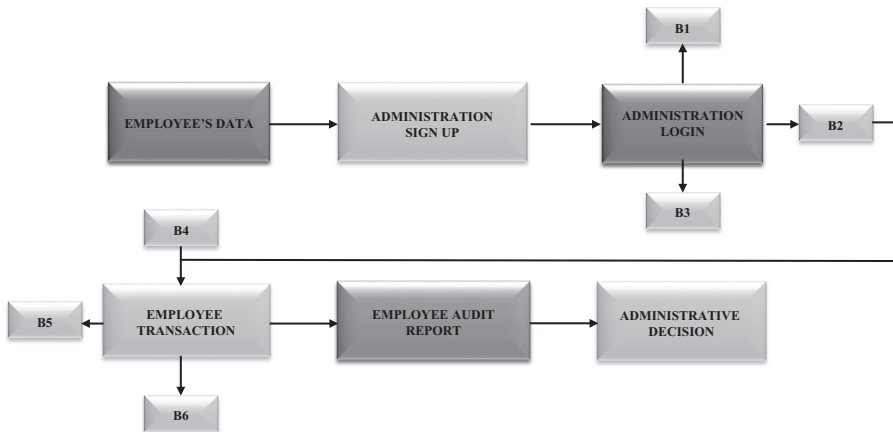 B1
EMPLOYEE'S DATA
ADMINISTRATION
SIGN UP
ADMINISTRATION
LOGIN
B2
B3
B4
B5
EMPLOYEE
TRANSACTION
EMPLOYEE AUDIT
REPORT
ADMINISTRATIVE
DECISION
B6